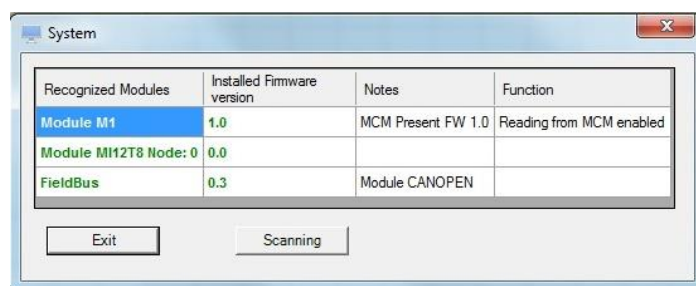 System
Recognized Modules
Installed Firmware
version
Notes
Function
Module M1
1.0
MCM Present FW 1.0
Reading from MCM enabled
Module MI12T8 Node: 0
0.0
FieldBus
0.3
Module CANOPEN
Exit
Scanning